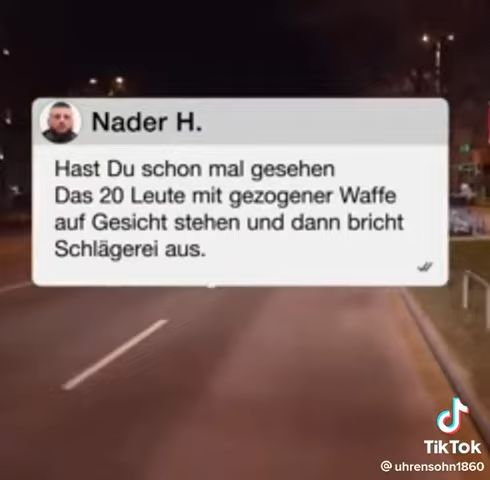 Nader H.
Hast Du schon mal gesehen
Das 20 Leute mit gezogener Waffe
auf Gesicht stehen und dann bricht
Schlägerei aus.
TikTok
@uhrensohn1860